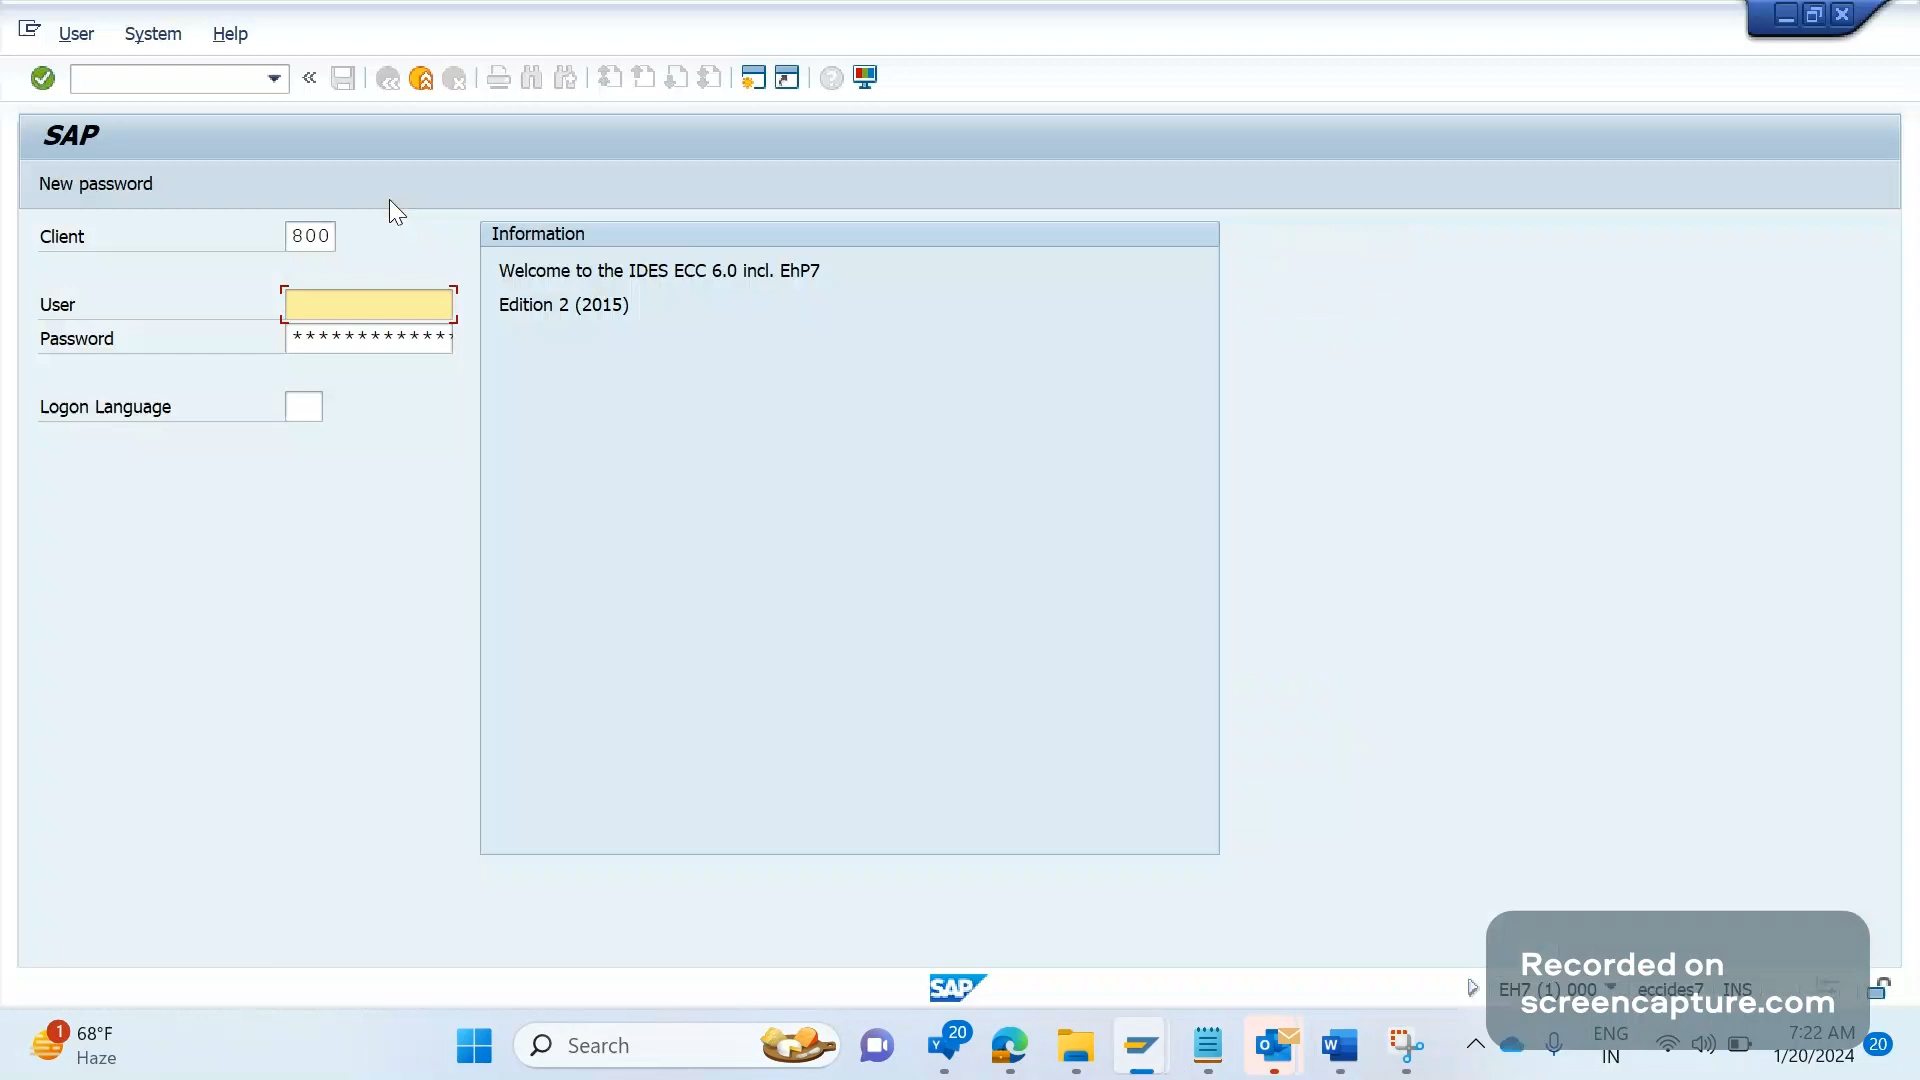 User System Help
SAP
New password
Client 800
Information
Welcome to the IDES ECC 6.0 incl. EhP7
User
Edition 2 (2015)
Password ************
Logon Language
SAP
EH7 (1) 000 eccides7 INS
Recorded on
screencapture.com
1 68°F
Haze
Search
20
ENG
IN
7:22 AM
1/20/2024
20